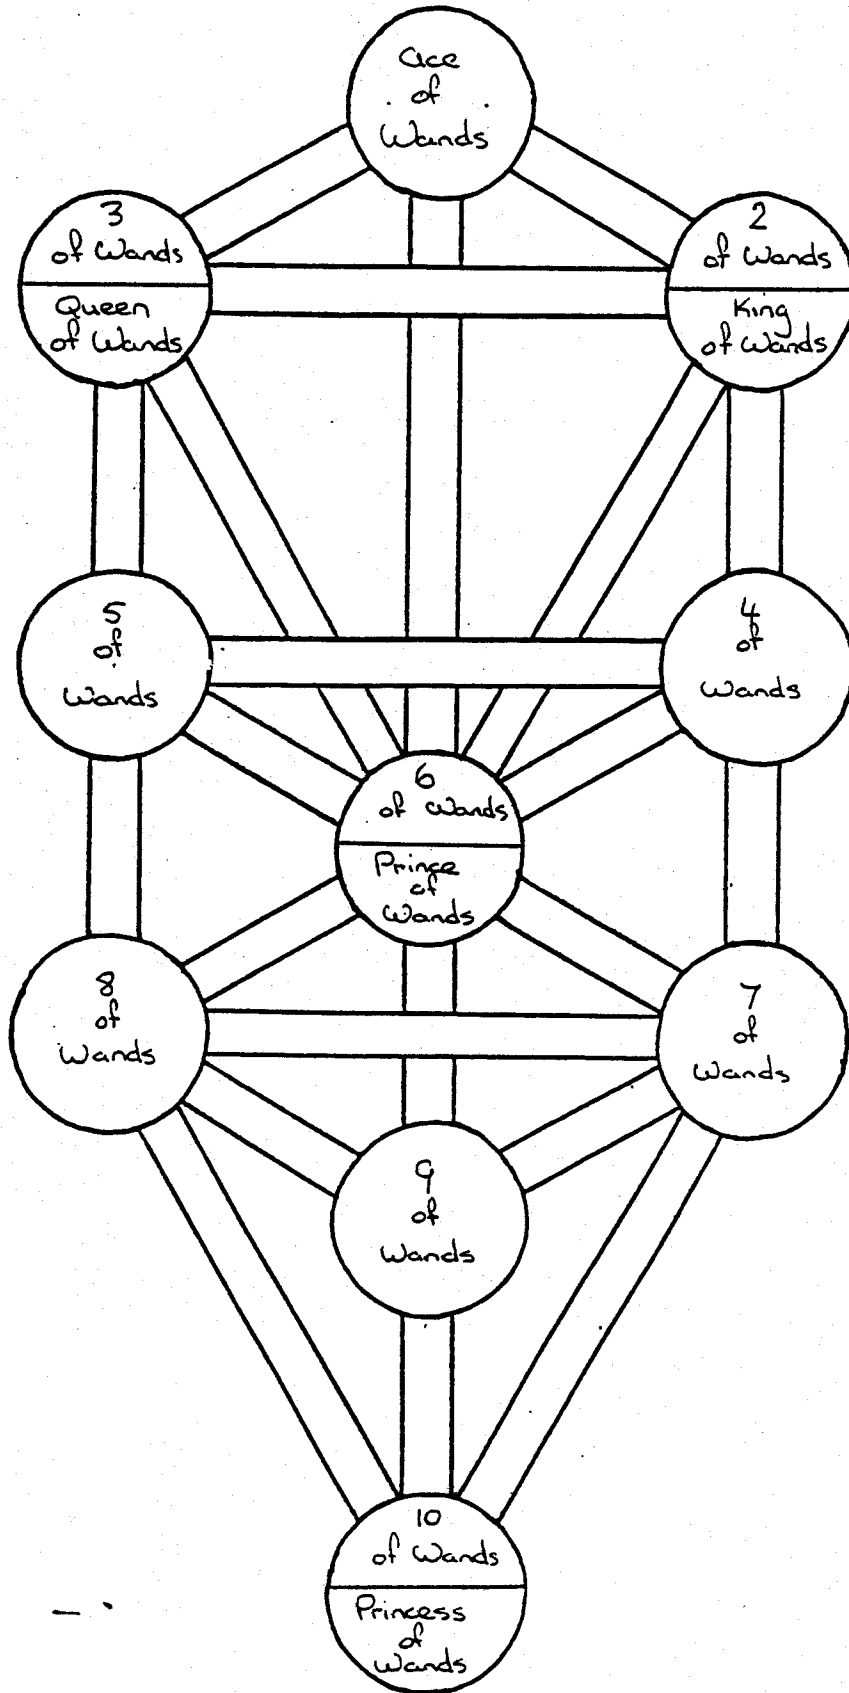 Ace
of
Wands
3
of Wands
Queen
of Wands
2
of Wands
King
of Wands
5
of
Wands
4
of
Wands
6
of Wands
Prince
of
Wands
8
of
Wands
7
of
Wands
9
of
Wands
10
of Wands
Princess
of
Wands